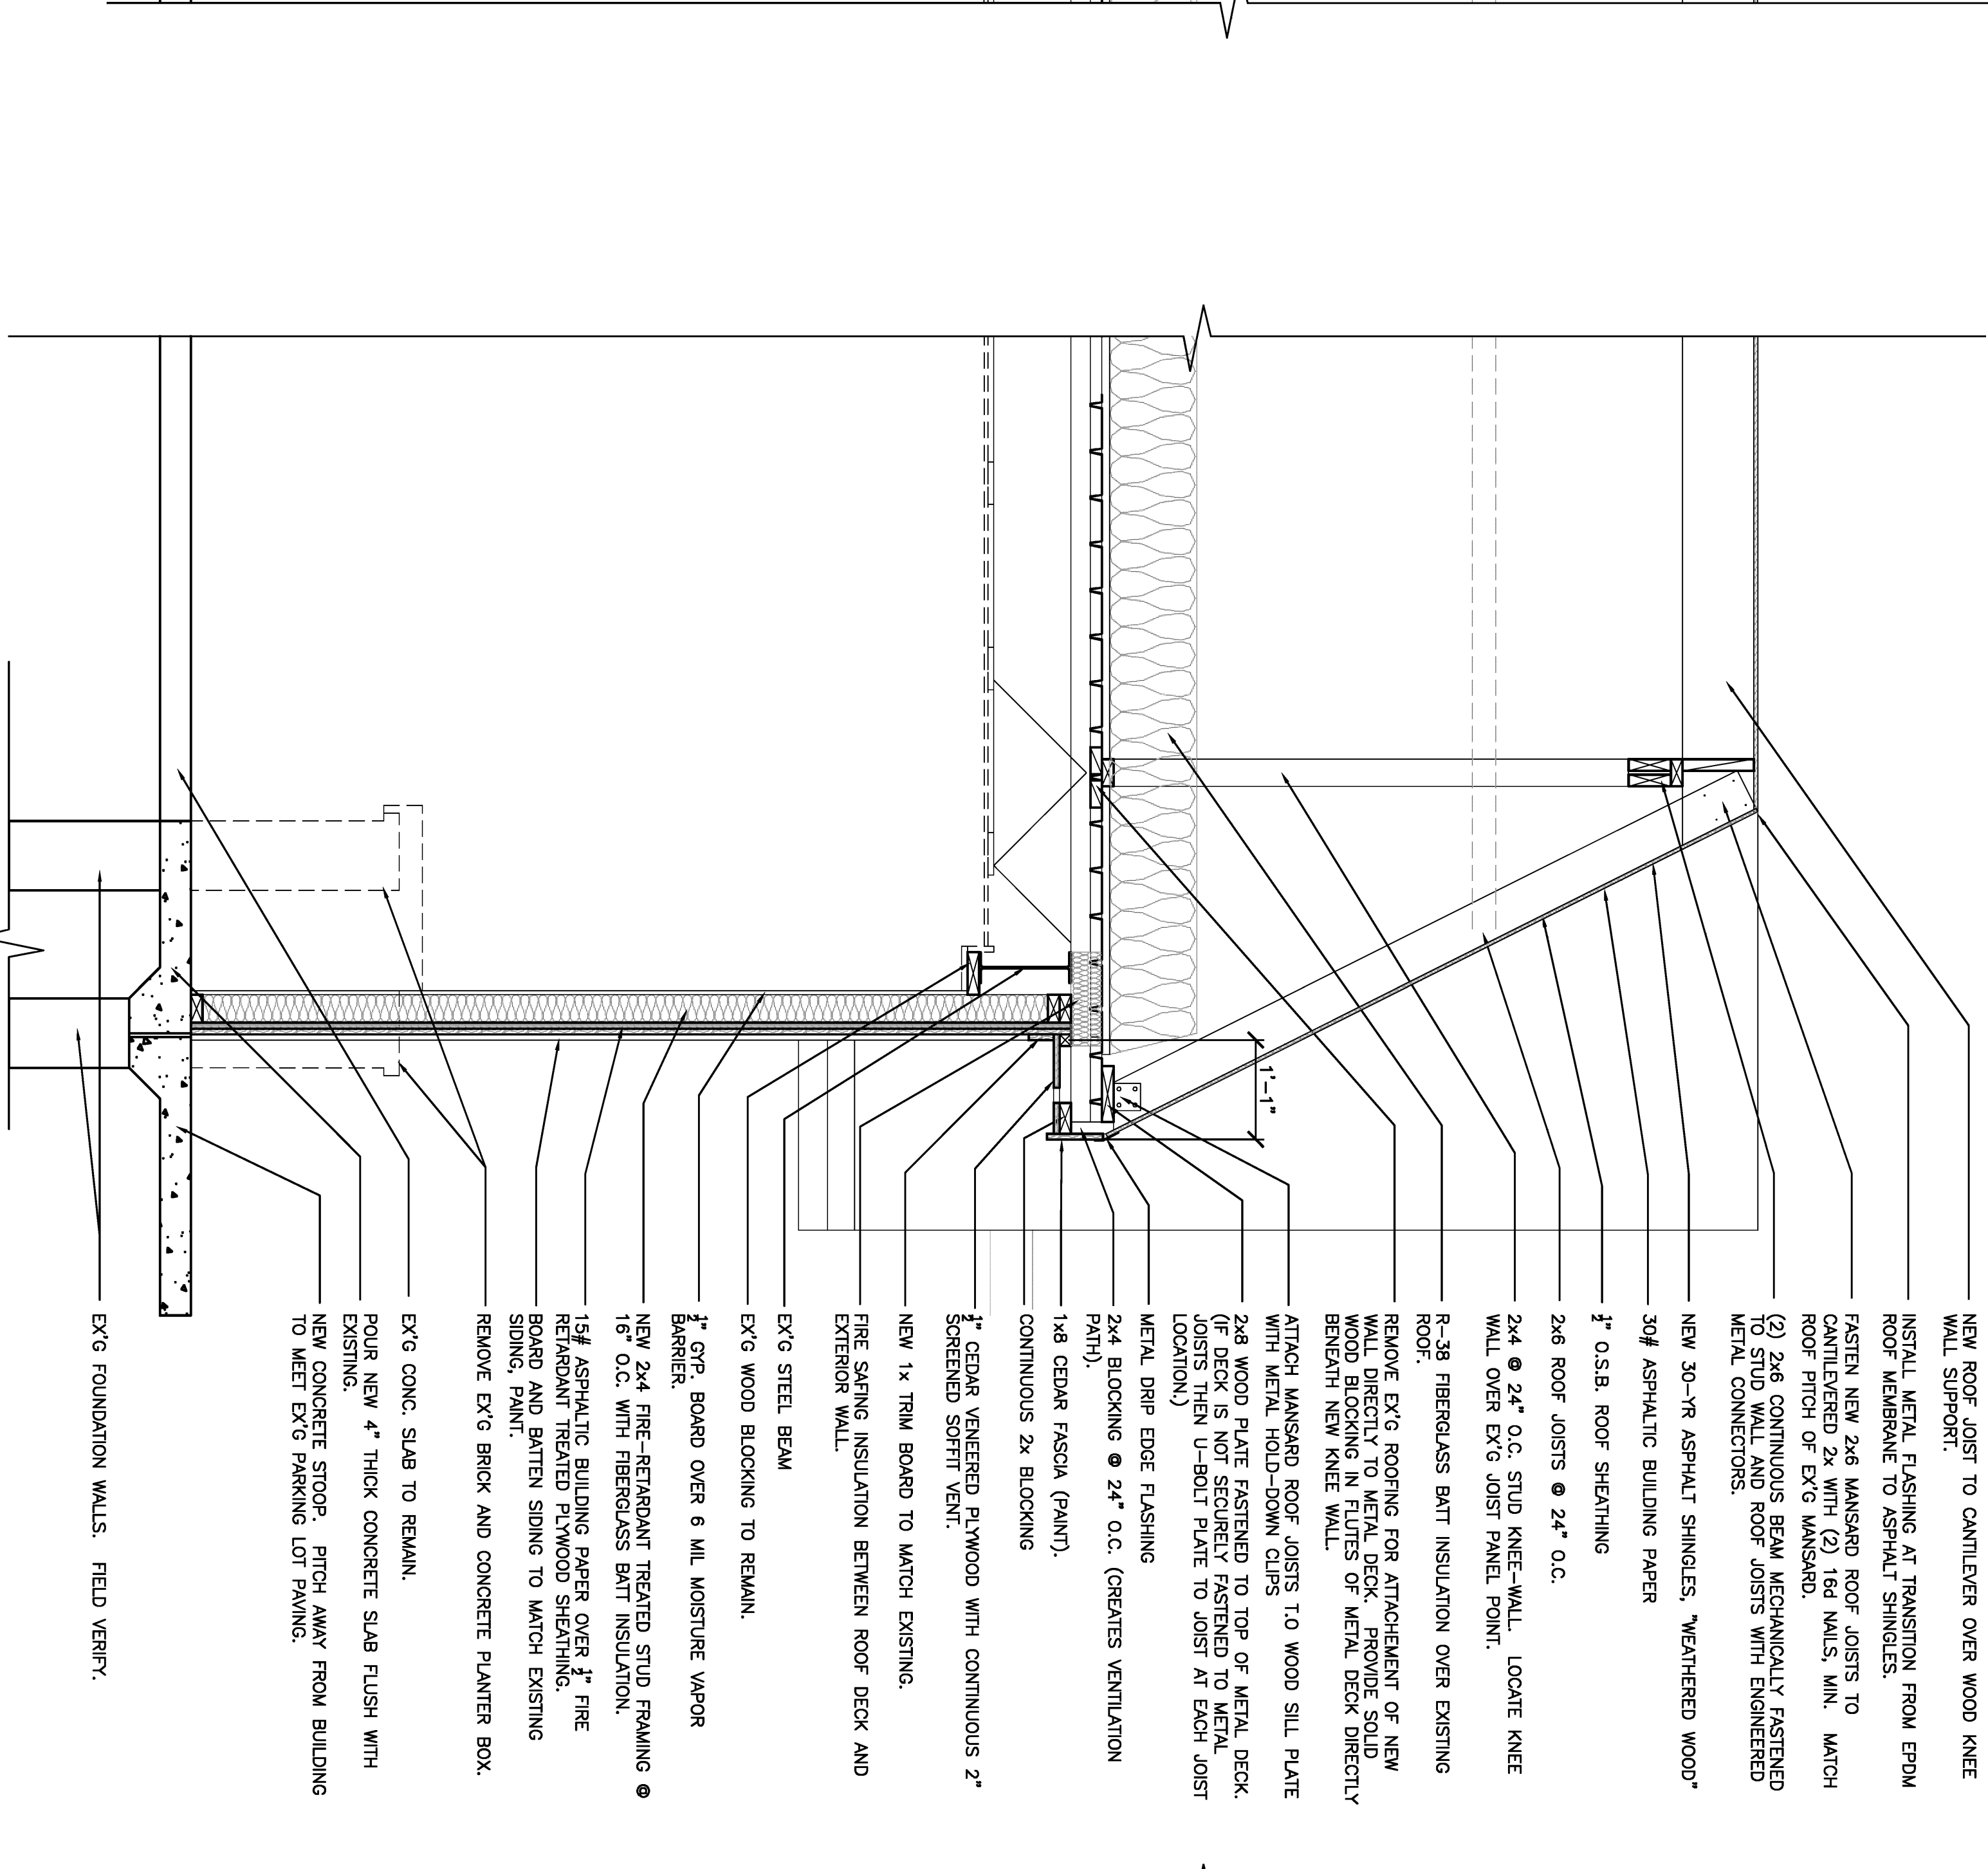 NEW ROOF JOIST TO CANTILEVER OVER WOOD KNEE
WALL SUPPORT.
INSTALL METAL FLASHING AT TRANSITION FROM EPDM
ROOF MEMBRANE TO ASPHALT SHINGLES.
FASTEN NEW 2x6 MANSARD ROOF JOISTS TO
CANTILEVERED 2x WITH (2) 16d NAILS, MIN.  MATCH
ROOF PITCH OF EX'G MANSARD.
(2) 2x6 CONTINUOUS BEAM MECHANICALLY FASTENED
TO STUD WALL AND ROOF JOISTS WITH ENGINEERED
METAL CONNECTORS.
NEW 30-YR ASPHALT SHINGLES, "WEATHERED WOOD"
30# ASPHALTIC BUILDING PAPER
½" O.S.B. ROOF SHEATHING
2x6 ROOF JOISTS @ 24" O.C.
2x4 @ 24" O.C. STUD KNEE-WALL.  LOCATE KNEE
WALL OVER EX'G JOIST PANEL POINT.
R-38 FIBERGLASS BATT INSULATION OVER EXISTING
ROOF.
REMOVE EX'G ROOFING FOR ATTACHEMENT OF NEW
WALL DIRECTLY TO METAL DECK.  PROVIDE SOLID
WOOD BLOCKING IN FLUTES OF METAL DECK DIRECTLY
BENEATH NEW KNEE WALL.
ATTACH MANSARD ROOF JOISTS T.O WOOD SILL PLATE
WITH METAL HOLD-DOWN CLIPS
2x8 WOOD PLATE FASTENED TO TOP OF METAL DECK.
(IF DECK IS NOT SECURELY FASTENED TO METAL
JOISTS THEN U-BOLT PLATE TO JOIST AT EACH JOIST
LOCATION.)
METAL DRIP EDGE FLASHING
2x4 BLOCKING @ 24" O.C. (CREATES VENTILATION
PATH).
1x8 CEDAR FASCIA (PAINT).
CONTINUOUS 2x BLOCKING
½" CEDAR VENEERED PLYWOOD WITH CONTINUOUS 2"
SCREENED SOFFIT VENT.
NEW 1x TRIM BOARD TO MATCH EXISTING.
FIRE SAFING INSULATION BETWEEN ROOF DECK AND
EXTERIOR WALL.
EX'G STEEL BEAM
EX'G WOOD BLOCKING TO REMAIN.
½" GYP. BOARD OVER 6 MIL MOISTURE VAPOR
BARRIER.
NEW 2x4 FIRE-RETARDANT TREATED STUD FRAMING @
16" O.C. WITH FIBERGLASS BATT INSULATION.
15# ASPHALTIC BUILDING PAPER OVER ½" FIRE
RETARDANT TREATED PLYWOOD SHEATHING.
BOARD AND BATTEN SIDING TO MATCH EXISTING
SIDING, PAINT.
REMOVE EX'G BRICK AND CONCRETE PLANTER BOX.
EX'G CONC. SLAB TO REMAIN.
POUR NEW 4" THICK CONCRETE SLAB FLUSH WITH
EXISTING.
NEW CONCRETE STOOP.  PITCH AWAY FROM BUILDING
TO MEET EX'G PARKING LOT PAVING.
EX'G FOUNDATION WALLS.  FIELD VERIFY.
1'-1"